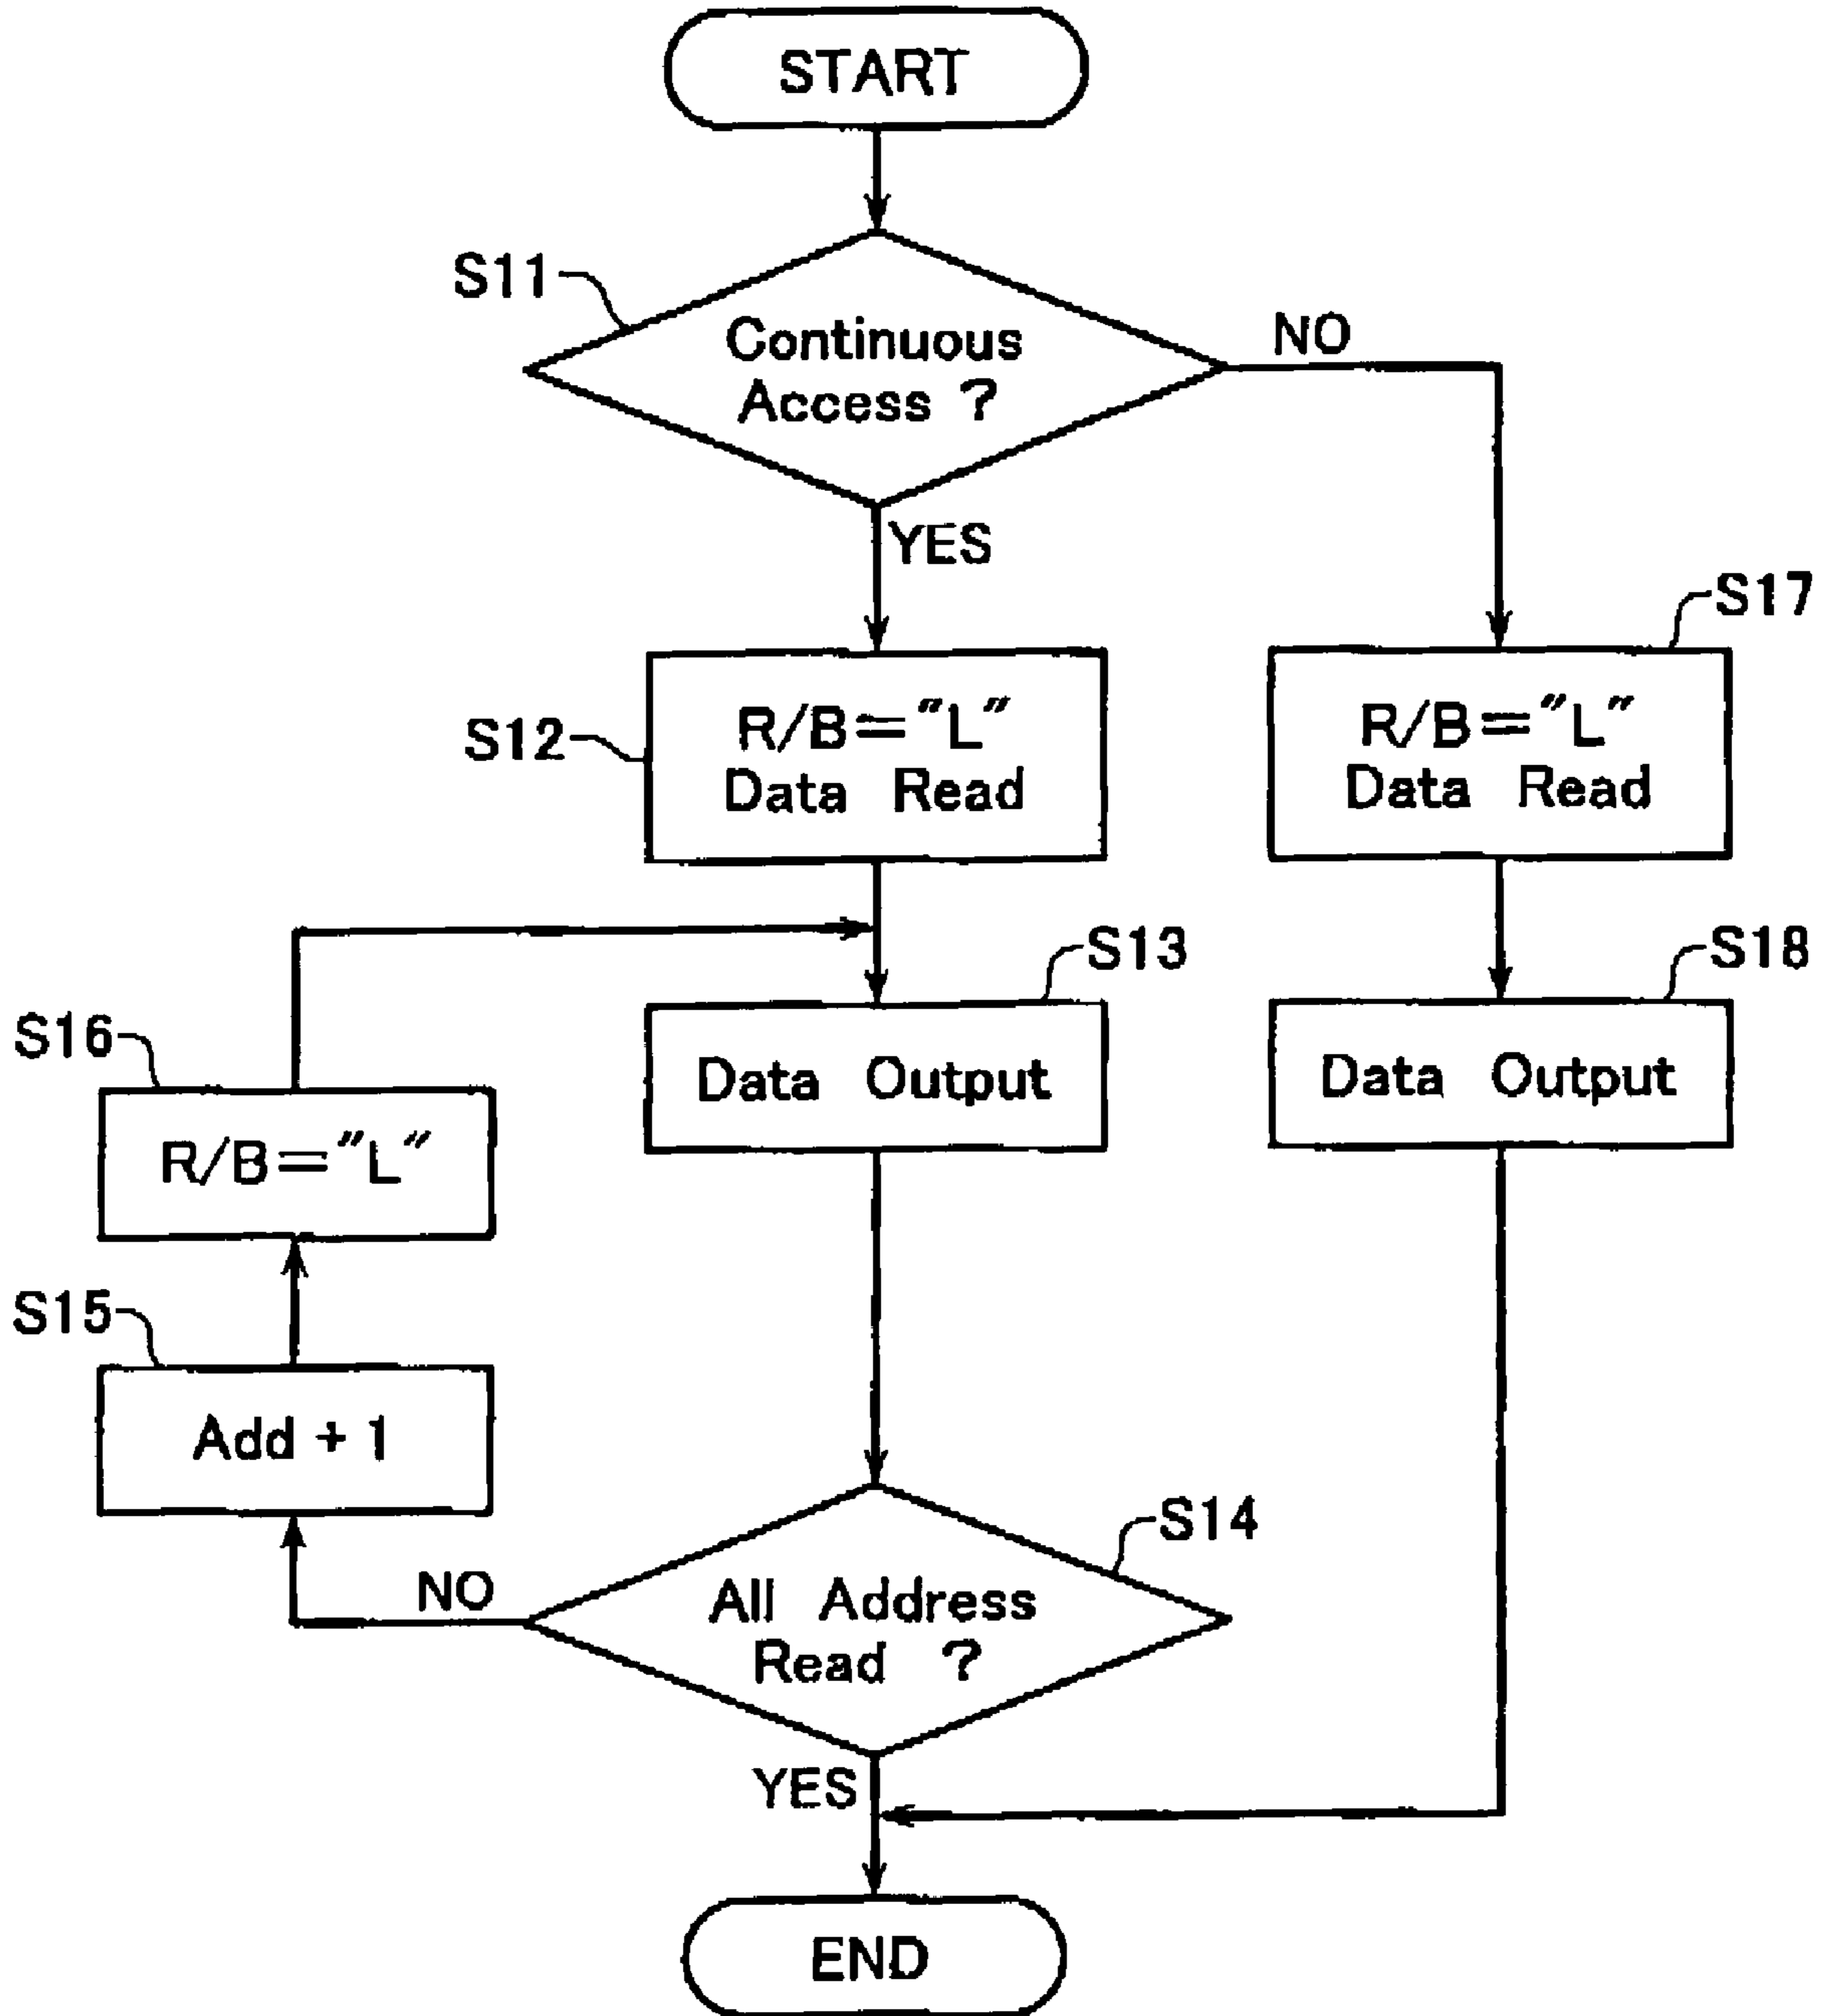 START
S11
Continuous
Access ?
NO
YES
S12
R/B="L"
Data Read
S17
R/B="L"
Data Read
S13
Data Output
S18
Data Output
S16
R/B="L"
S15
Add + 1
S14
All Address
Read ?
NO
YES
END